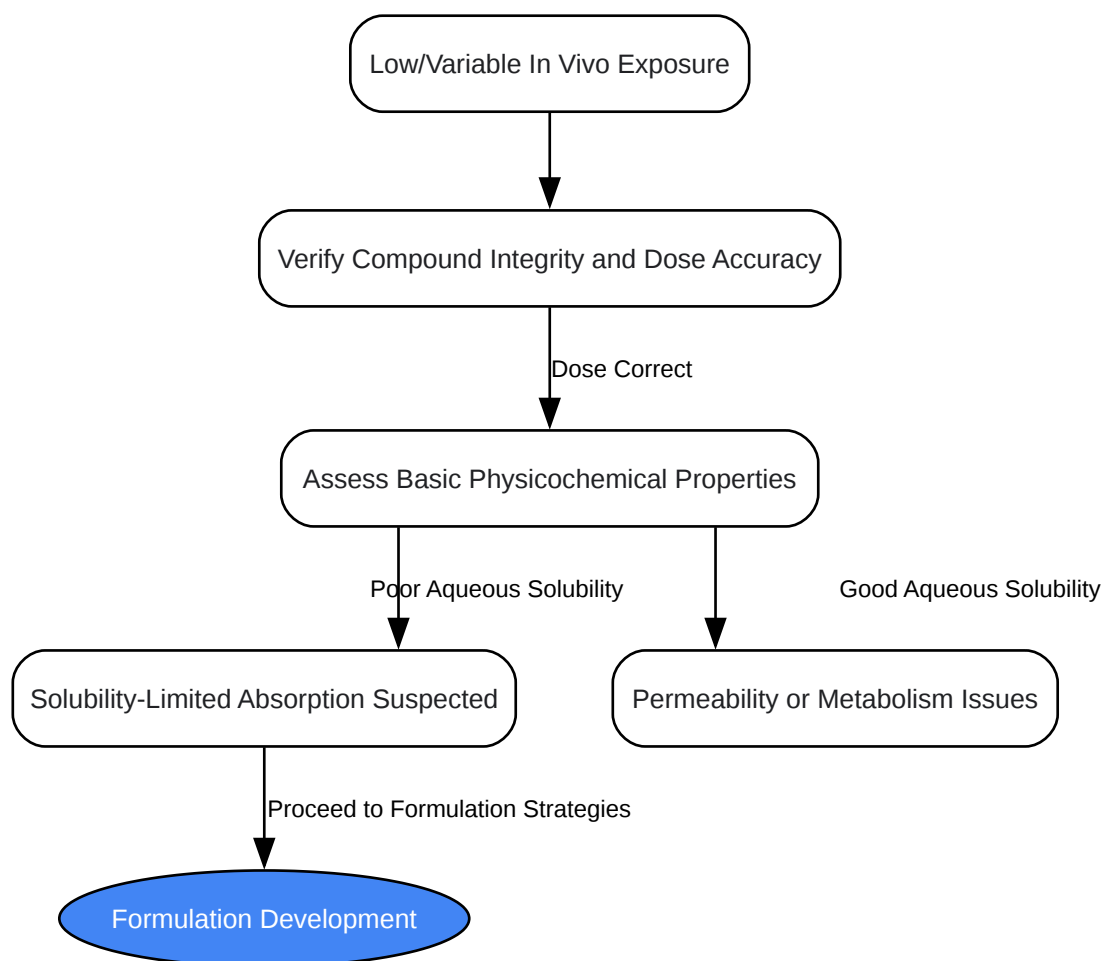 Low/Variable In Vivo Exposure
Verify Compound Integrity and Dose Accuracy
Dose Correct
Assess Basic Physicochemical Properties
Poor Aqueous Solubility
Good Aqueous Solubility
Solubility-Limited Absorption Suspected
Permeability or Metabolism Issues
Proceed to Formulation Strategies
Formulation Development